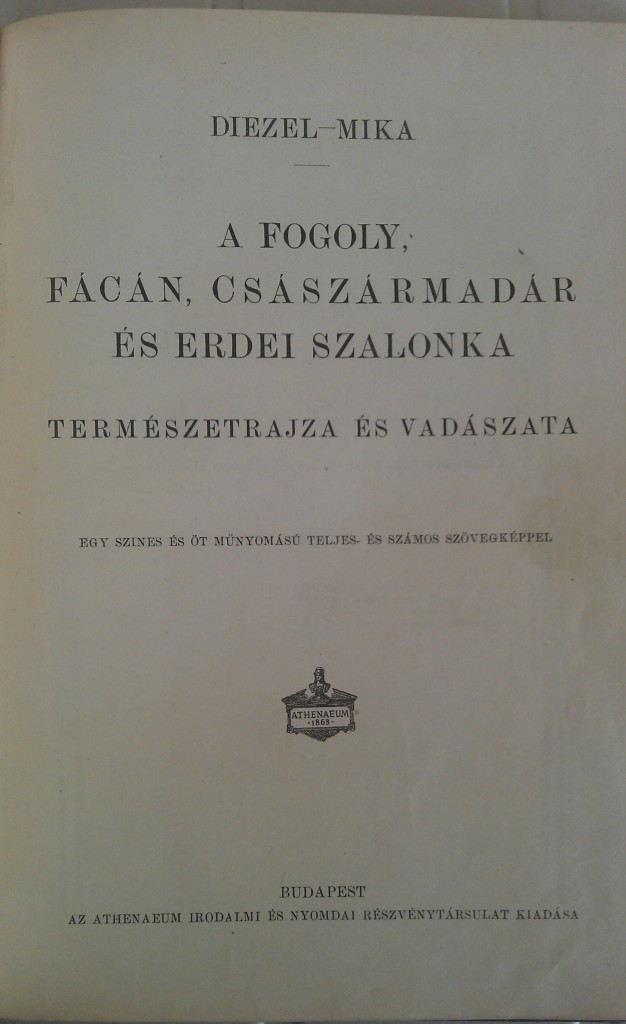 DIEZEL—MIKA
A FOGOLY,
FÁCÁN, CSÁSZÁRMADÁR
ÉS ERDEI SZALONKA
TERMÉSZETRAJZA ÉS VADÁSZATA
EGY SZINES ÉS ÖT MŰNYOMÁSÚ TELJES- ÉS SZÁMOS SZÖVEGKÉPPEL
ATHENAEUM
·1868·
BUDAPEST
AZ ATHENAEUM IRODALMI ÉS NYOMDAI RÉSZVÉNYTÁRSULAT KIADÁSA